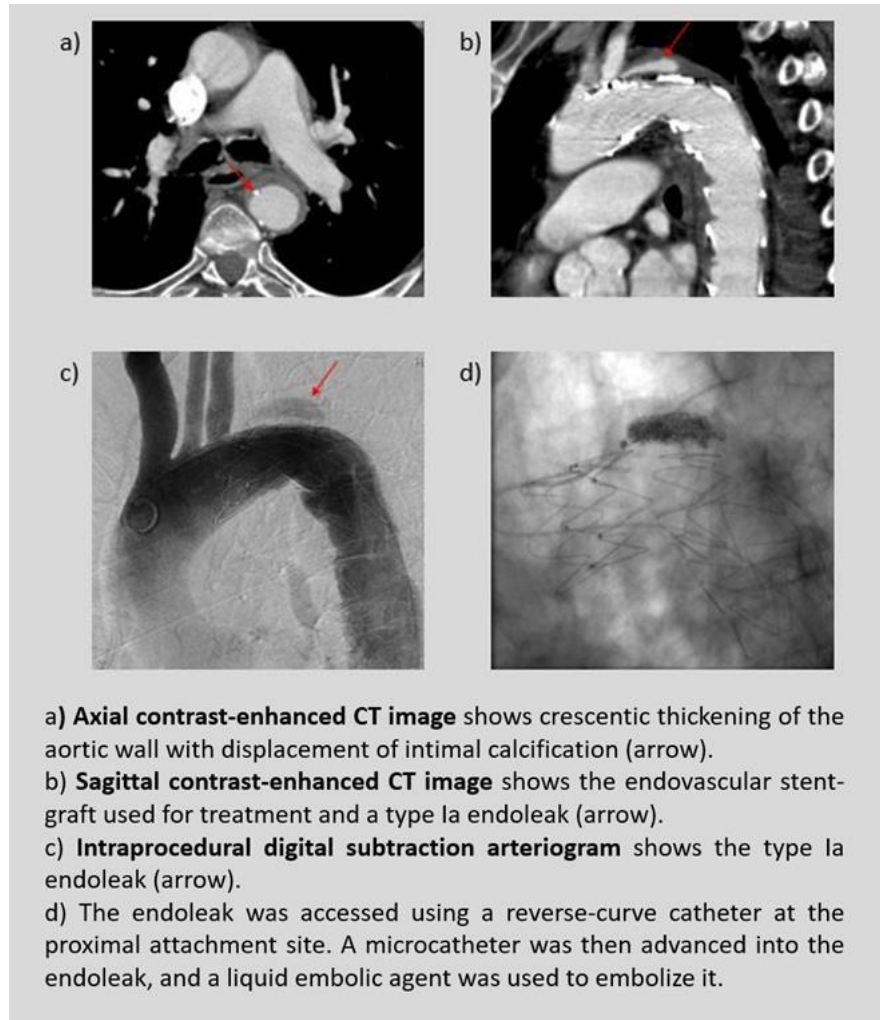 a)
b)
c)
d)
a) Axial contrast-enhanced CT image shows crescentic thickening of the
aortic wall with displacement of intimal calcification (arrow).
b) Sagittal contrast-enhanced CT image shows the endovascular stent-
graft used for treatment and a type Ia endoleak (arrow).
c) Intraprocedural digital subtraction arteriogram shows the type Ia
endoleak (arrow).
d) The endoleak was accessed using a reverse-curve catheter at the
proximal attachment site. A microcatheter was then advanced into the
endoleak, and a liquid embolic agent was used to embolize it.